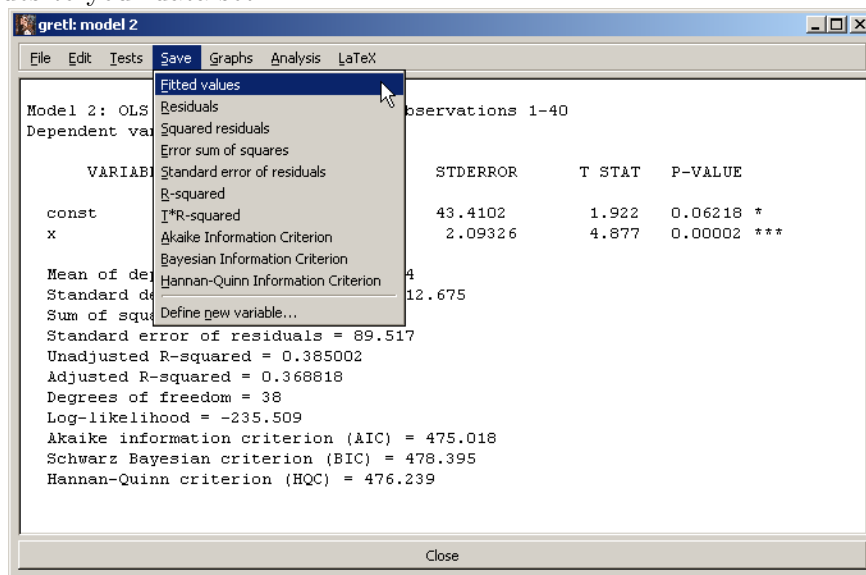 gretl: model 2
File Edit Tests Save Graphs Analysis LaTeX
Fitted values
Residuals
Squared residuals
Error sum of squares
Standard error of residuals
R-squared
T*R-squared
Akaike Information Criterion
Bayesian Information Criterion
Hannan-Quinn Information Criterion
Define new variable...
Model 2: OLS bservations 1-40
Dependent va
VARIAB STDERROR T STAT P-VALUE
const 43.4102 1.922 0.06218 *
x 2.09326 4.877 0.00002 ***
Mean of de 4
Standard d 12.675
Sum of squ
Standard error of residuals = 89.517
Unadjusted R-squared = 0.385002
Adjusted R-squared = 0.368818
Degrees of freedom = 38
Log-likelihood = -235.509
Akaike information criterion (AIC) = 475.018
Schwarz Bayesian criterion (BIC) = 478.395
Hannan-Quinn criterion (HQC) = 476.239
Close